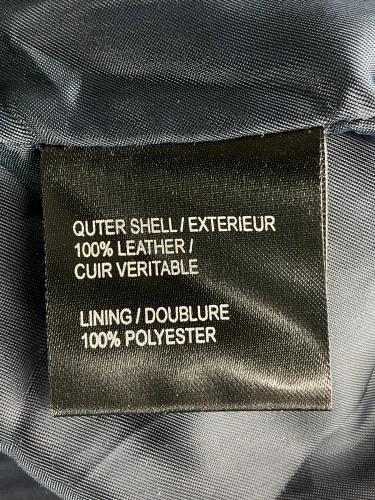 QUTER SHELL / EXTERIEUR
100% LEATHER /
CUIR VERITABLE
LINING / DOUBLURE
100% POLYESTER